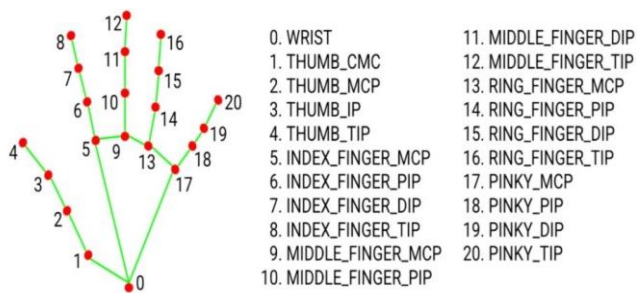 12
8
16
11
7
15
20
6
10
14
19
4
5
9
13
18
3
17
2
1
0
0. WRIST
1. THUMB_CMC
2. THUMB_MCP
3. THUMB_IP
4. THUMB_TIP
5. INDEX_FINGER_MCP
6. INDEX_FINGER_PIP
7. INDEX_FINGER_DIP
8. INDEX_FINGER_TIP
9. MIDDLE_FINGER_MCP
10. MIDDLE_FINGER_PIP
11. MIDDLE_FINGER_DIP
12. MIDDLE_FINGER_TIP
13. RING_FINGER_MCP
14. RING_FINGER_PIP
15. RING_FINGER_DIP
16. RING_FINGER_TIP
17. PINKY_MCP
18. PINKY_PIP
19. PINKY_DIP
20. PINKY_TIP